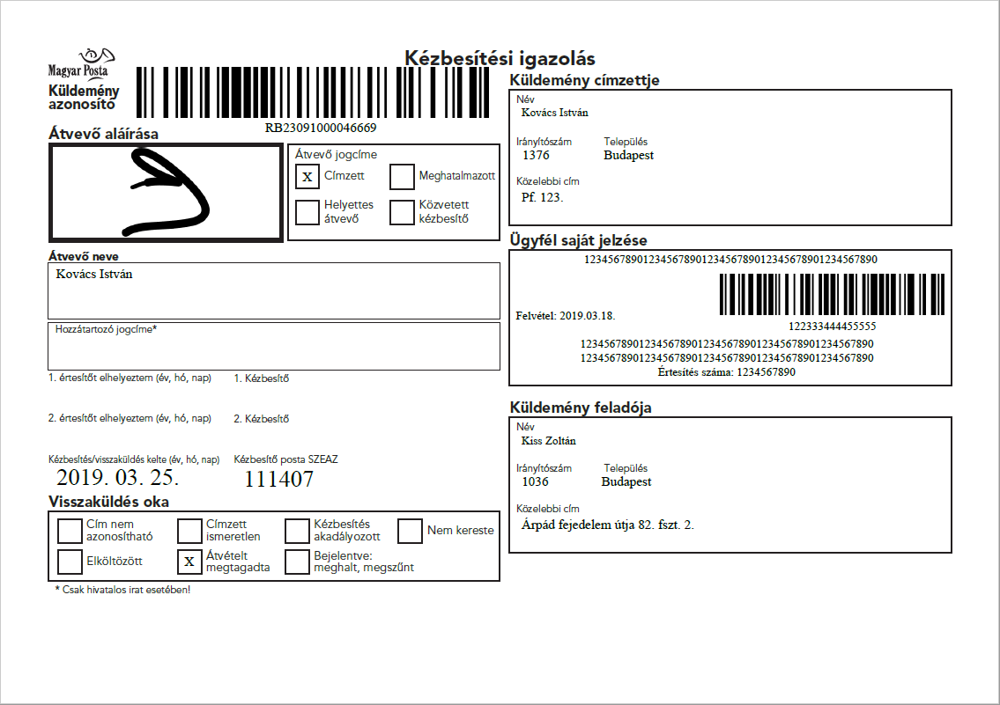 Kézbesítési igazolás
Magyar Posta
Küldemény
azonosító
RB23091000046669
Átvevő aláírása
Átvevő jogcíme
x Címzett
Meghatalmazott
Helyettes
átvevő
Közvetett
kézbesítő
Átvevő neve
Kovács István
Hozzátartozó jogcíme*
1. értesítőt elhelyeztem (év, hó, nap) 1. Kézbesítő
2. értesítőt elhelyeztem (év, hó, nap) 2. Kézbesítő
Kézbesítés/visszaküldés kelte (év, hó, nap) Kézbesítő posta SZEAZ
2019. 03. 25. 111407
Visszaküldés oka
Cím nem
azonosítható
Címzett
ismeretlen
Kézbesítés
akadályozott
Nem kereste
Elköltözött
x Átvételt
megtagadta
Bejelentve:
meghalt, megszűnt
* Csak hivatalos irat esetében!
Küldemény címzettje
Név
Kovács István
Irányítószám Település
1376 Budapest
Közelebbi cím
Pf. 123.
Ügyfél saját jelzése
12345678901234567890123456789012345678901234567890
Felvétel: 2019.03.18.
122333444455555
12345678901234567890123456789012345678901234567890
12345678901234567890123456789012345678901234567890
Értesítés száma: 1234567890
Küldemény feladója
Név
Kiss Zoltán
Irányítószám Település
1036 Budapest
Közelebbi cím
Árpád fejedelem útja 82. fszt. 2.